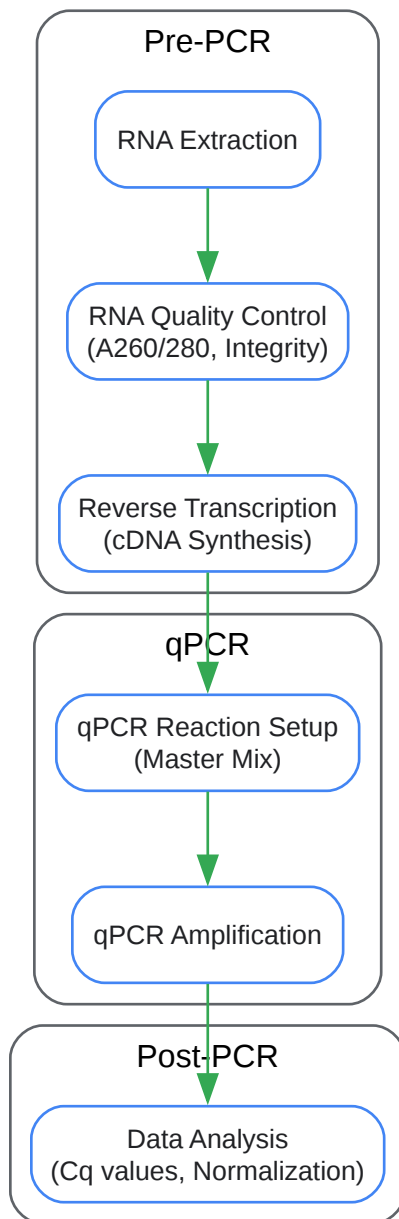 Pre-PCR
RNA Extraction
RNA Quality Control
(A260/280, Integrity)
Reverse Transcription
(cDNA Synthesis)
qPCR
qPCR Reaction Setup
(Master Mix)
qPCR Amplification
Post-PCR
Data Analysis
(Cq values, Normalization)